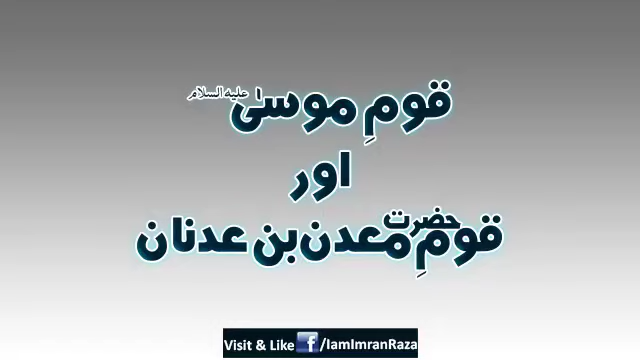 قومِ موسیٰ علیہ السلام
اور
قومِ حضرت معدن بن عدنان
Visit & Like f/IamImranRaza